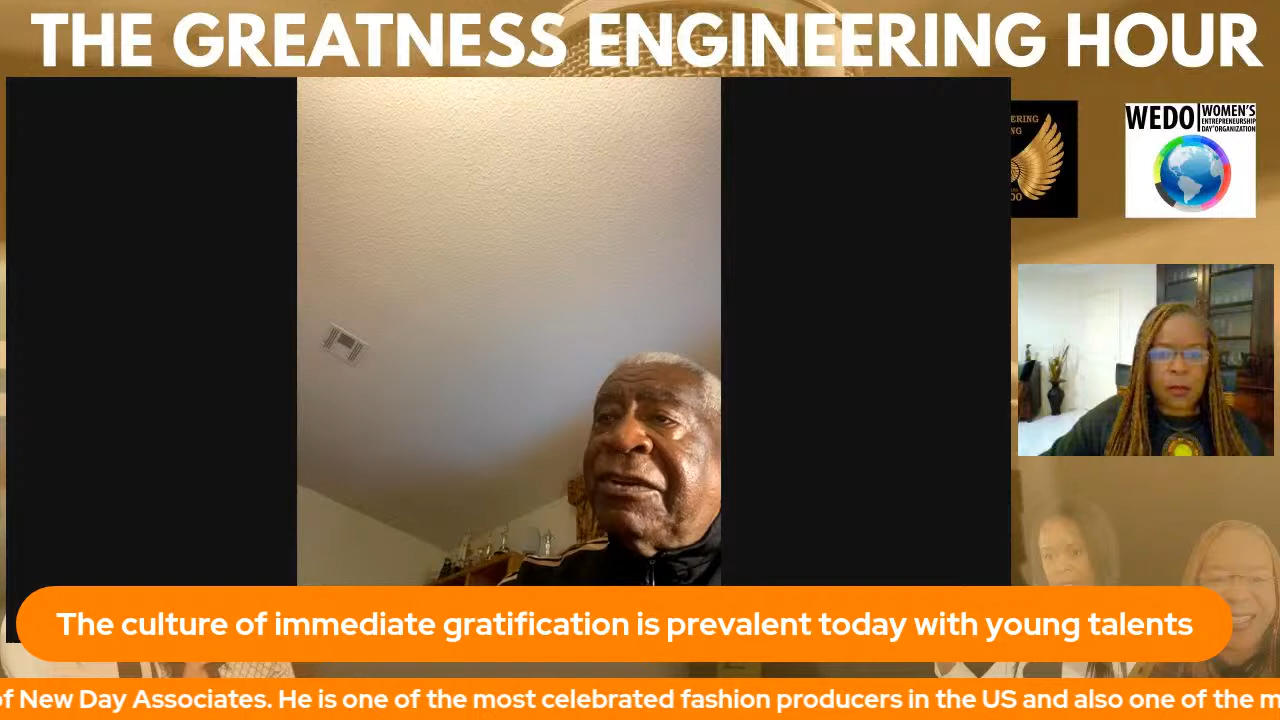 THE GREATNESS ENGINEERING HOUR
ERING
NG
WEDO
WOMEN'S
ENTREPRENEURSHIP
DAY ORGANIZATION
The culture of immediate gratification is prevalent today with young talents
of New Day Associates. He is one of the most celebrated fashion producers in the US and also one of the m